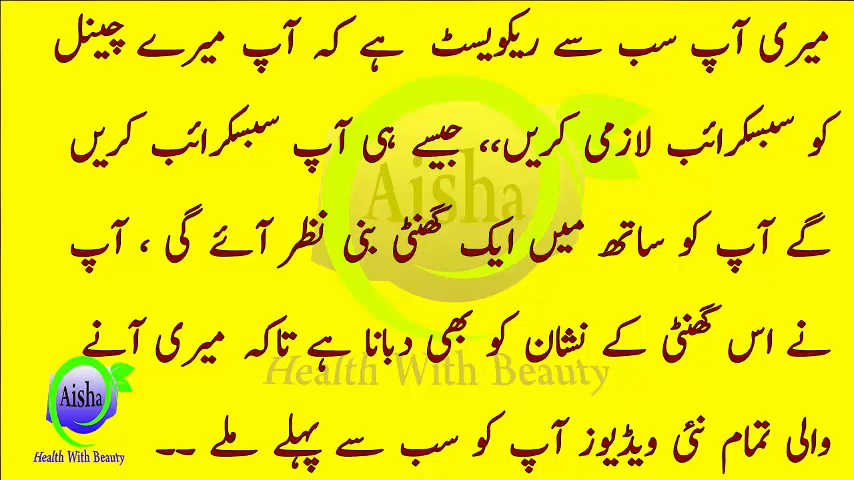 میری آپ سب سے ریکویسٹ ہے کہ آپ میرے چینل
کو سبسکرائب لازمی کریں،، جیسے ہی آپ سبسکرائب کریں
گے آپ کو ساتھ میں ایک گھنٹی بنی نظر آئے گی ، آپ
نے اس گھنٹی کے نشان کو بھی دبانا ہے تاکہ میری آنے
والی تمام نئی ویڈیوز آپ کو سب سے پہلے ملے ۔۔
Aisha
Health With Beauty
Aisha
Health With Beauty